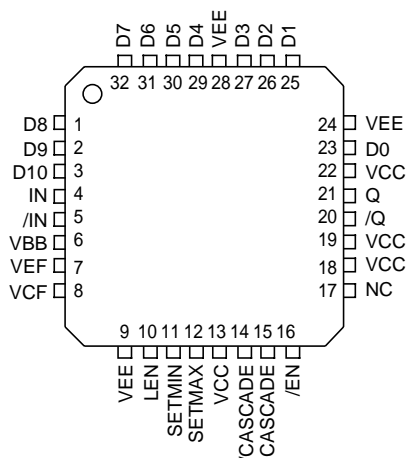 D7 D6 D5 D4 VEE D3 D2 D1
32 31 30 29 28 27 26 25
D8 1
D9 2
D10 3
IN 4
/IN 5
VBB 6
VEF 7
VCF 8
24 VEE
23 D0
22 VCC
21 Q
20 /Q
19 VCC
18 VCC
17 NC
9 10 11 12 13 14 15 16
VEE LEN SETMIN SETMAX VCC /CASCADE CASCADE /EN